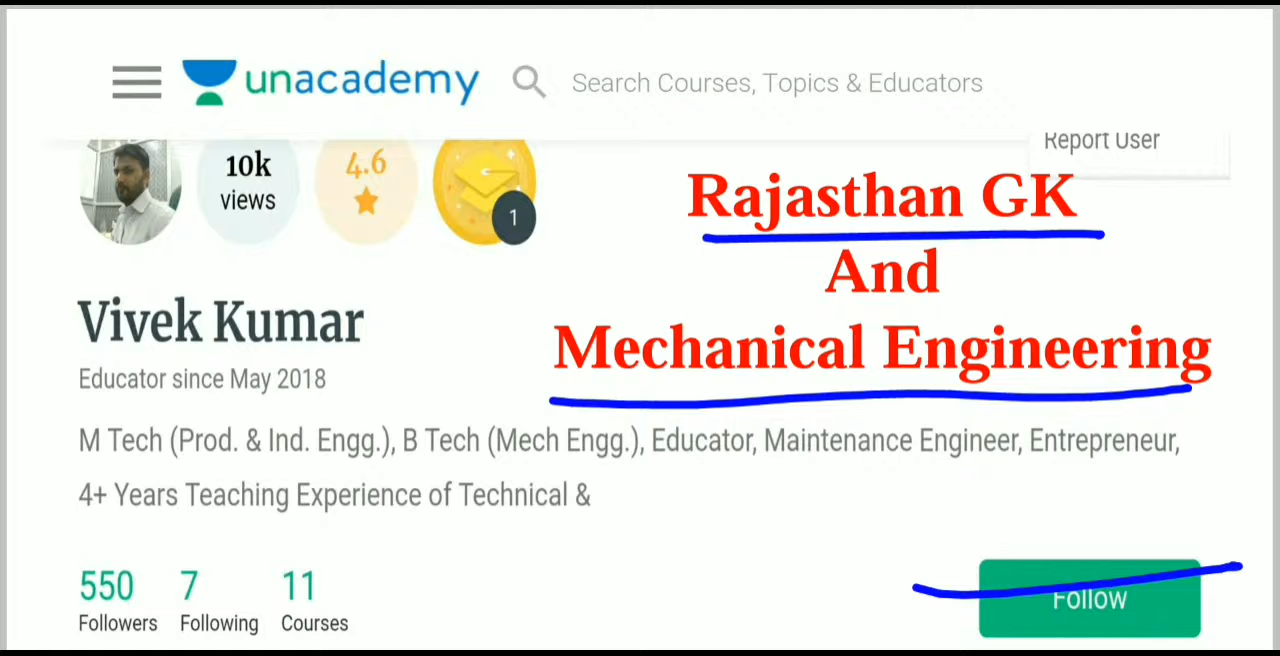 unacademy
Search Courses, Topics & Educators
Report User
10k
views
4.6
1
Rajasthan GK
And
Mechanical Engineering
Vivek Kumar
Educator since May 2018
M Tech (Prod. & Ind. Engg.), B Tech (Mech Engg.), Educator, Maintenance Engineer, Entrepreneur,
4+ Years Teaching Experience of Technical &
550 7 11
Followers Following Courses
Follow